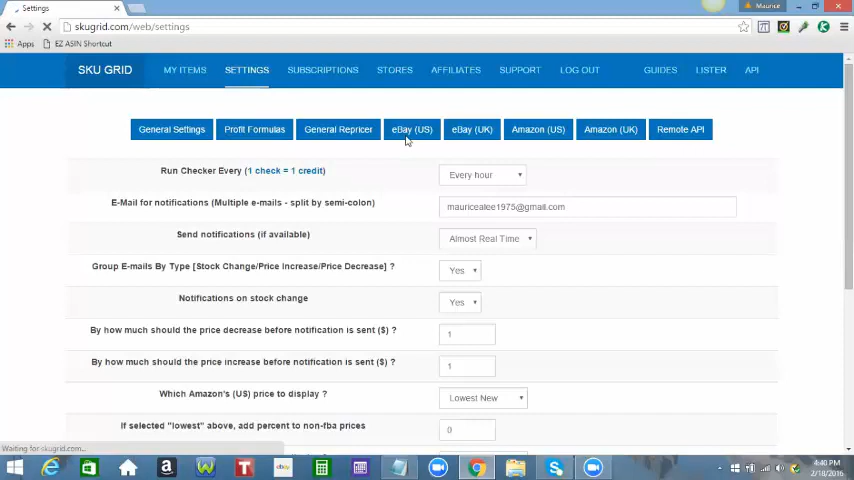 Settings
Maurice
skugrid.com/web/settings
Apps EZ ASIN Shortcut
SKU GRID MY ITEMS SETTINGS SUBSCRIPTIONS STORES AFFILIATES SUPPORT LOG OUT GUIDES LISTER API
General Settings Profit Formulas General Repricer eBay (US) eBay (UK) Amazon (US) Amazon (UK) Remote API
Run Checker Every (1 check = 1 credit) Every hour
E-Mail for notifications (Multiple e-mails - split by semi-colon) mauricealee1975@gmail.com
Send notifications (if available) Almost Real Time
Group E-mails By Type [Stock Change/Price Increase/Price Decrease] ? Yes
Notifications on stock change Yes
By how much should the price decrease before notification is sent ($) ? 1
By how much should the price increase before notification is sent ($) ? 1
Which Amazon's (US) price to display ? Lowest New
If selected "lowest" above, add percent to non-fba prices 0
Waiting for skugrid.com...
4:40 PM
2/18/2016